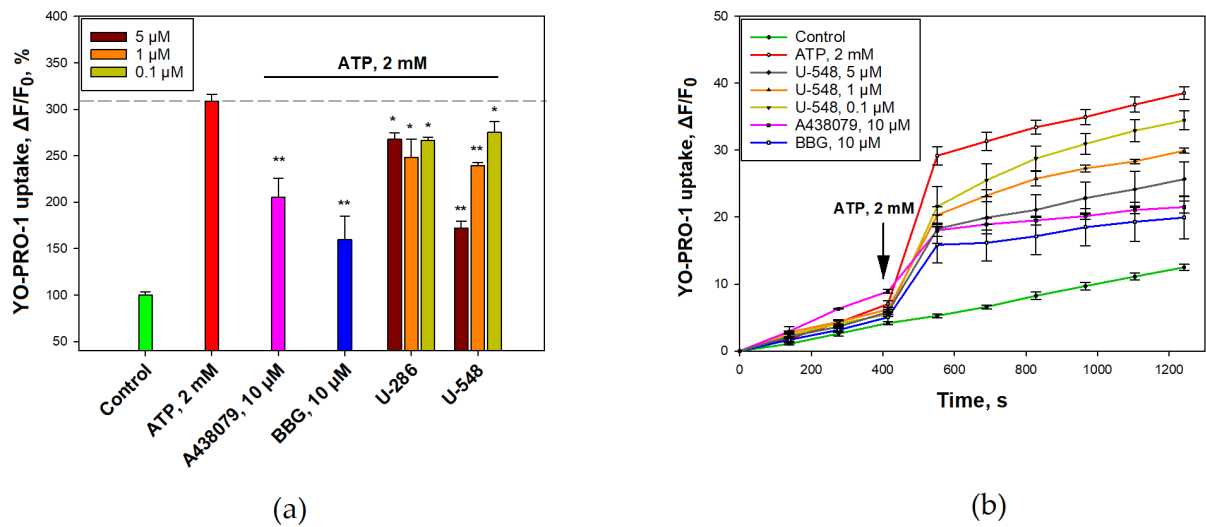 400
350
300
250
200
150
100
50
YO-PRO-1 uptake, ΔF/F0, %
5 µM
1 µM
0.1 µM
ATP, 2 mM
**
**
*
*
*
**
**
*
Control
ATP, 2 mM
A438079, 10 µM
BBG, 10 µM
U-286
U-548
(a)
50
40
30
20
10
0
YO-PRO-1 uptake, ΔF/F0
Control
ATP, 2 mM
U-548, 5 µM
U-548, 1 µM
U-548, 0.1 µM
A438079, 10 µM
BBG, 10 µM
ATP, 2 mM
0 200 400 600 800 1000 1200
Time, s
(b)